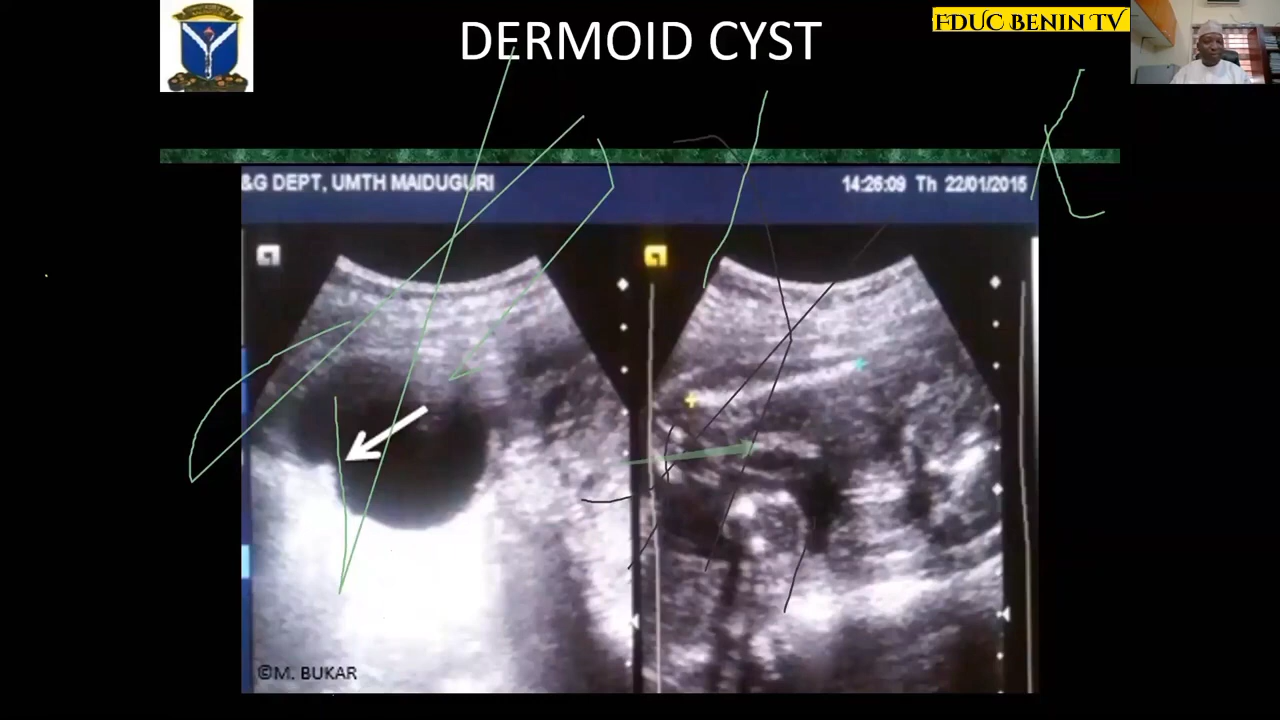 DERMOID CYST
EDUC BENIN TV
&G DEPT, UMTH MAIDUGURI
14:26:09 Th 22/01/2015
©M. BUKAR